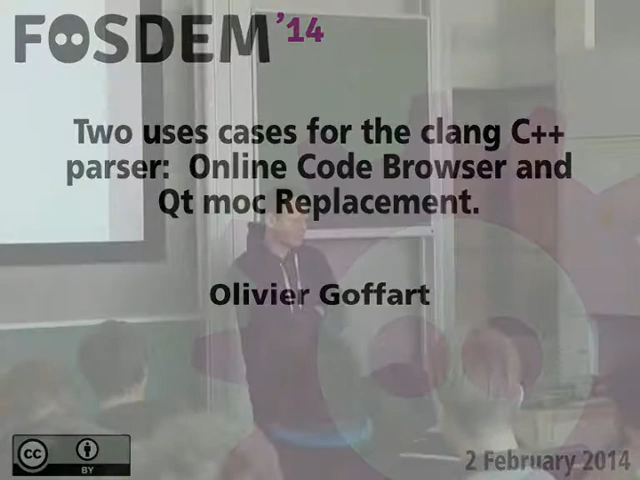 FOSDEM '14
Two uses cases for the clang C++
parser: Online Code Browser and
Qt moc Replacement.
Olivier Goffart
cc
BY
2 February 2014